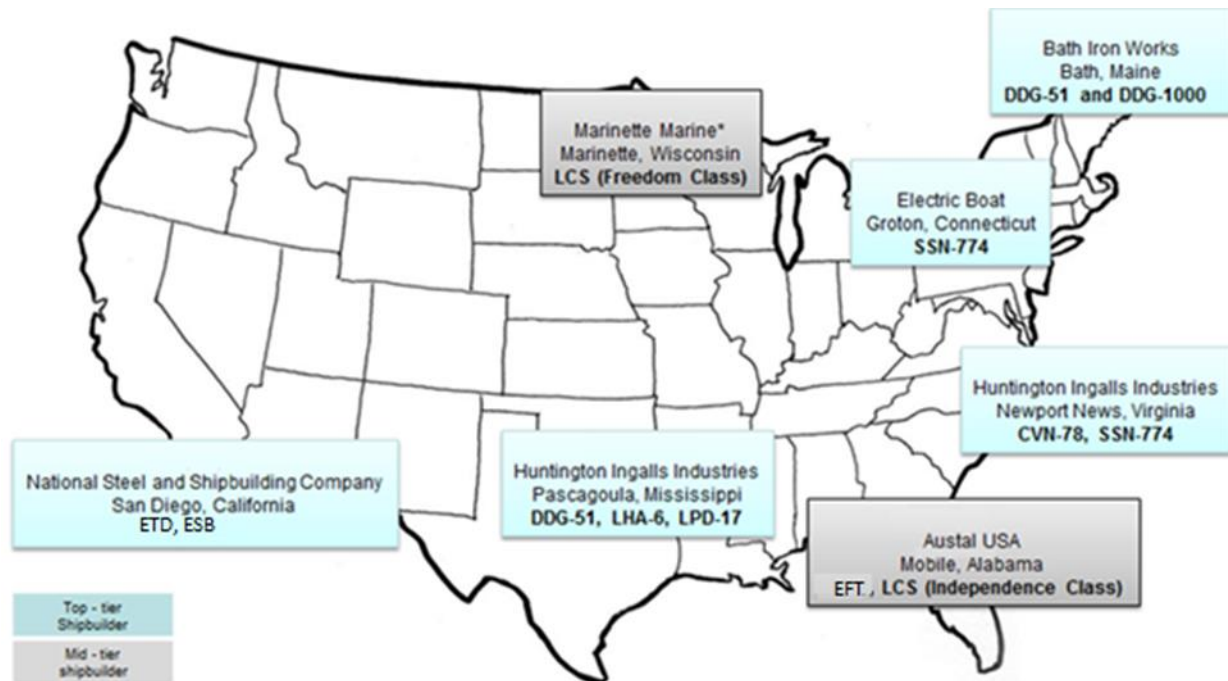 Bath Iron Works
Bath, Maine
DDG-51 and DDG-1000
Marinette Marine*
Marinette, Wisconsin
LCS (Freedom Class)
Electric Boat
Groton, Connecticut
SSN-774
Huntington Ingalls Industries
Newport News, Virginia
CVN-78, SSN-774
National Steel and Shipbuilding Company
San Diego, California
ETD, ESB
Huntington Ingalls Industries
Pascagoula, Mississippi
DDG-51, LHA-6, LPD-17
Austal USA
Mobile, Alabama
EFT., LCS (Independence Class)
Top - tier
Shipbuilder
Mid - tier
shipbuilder